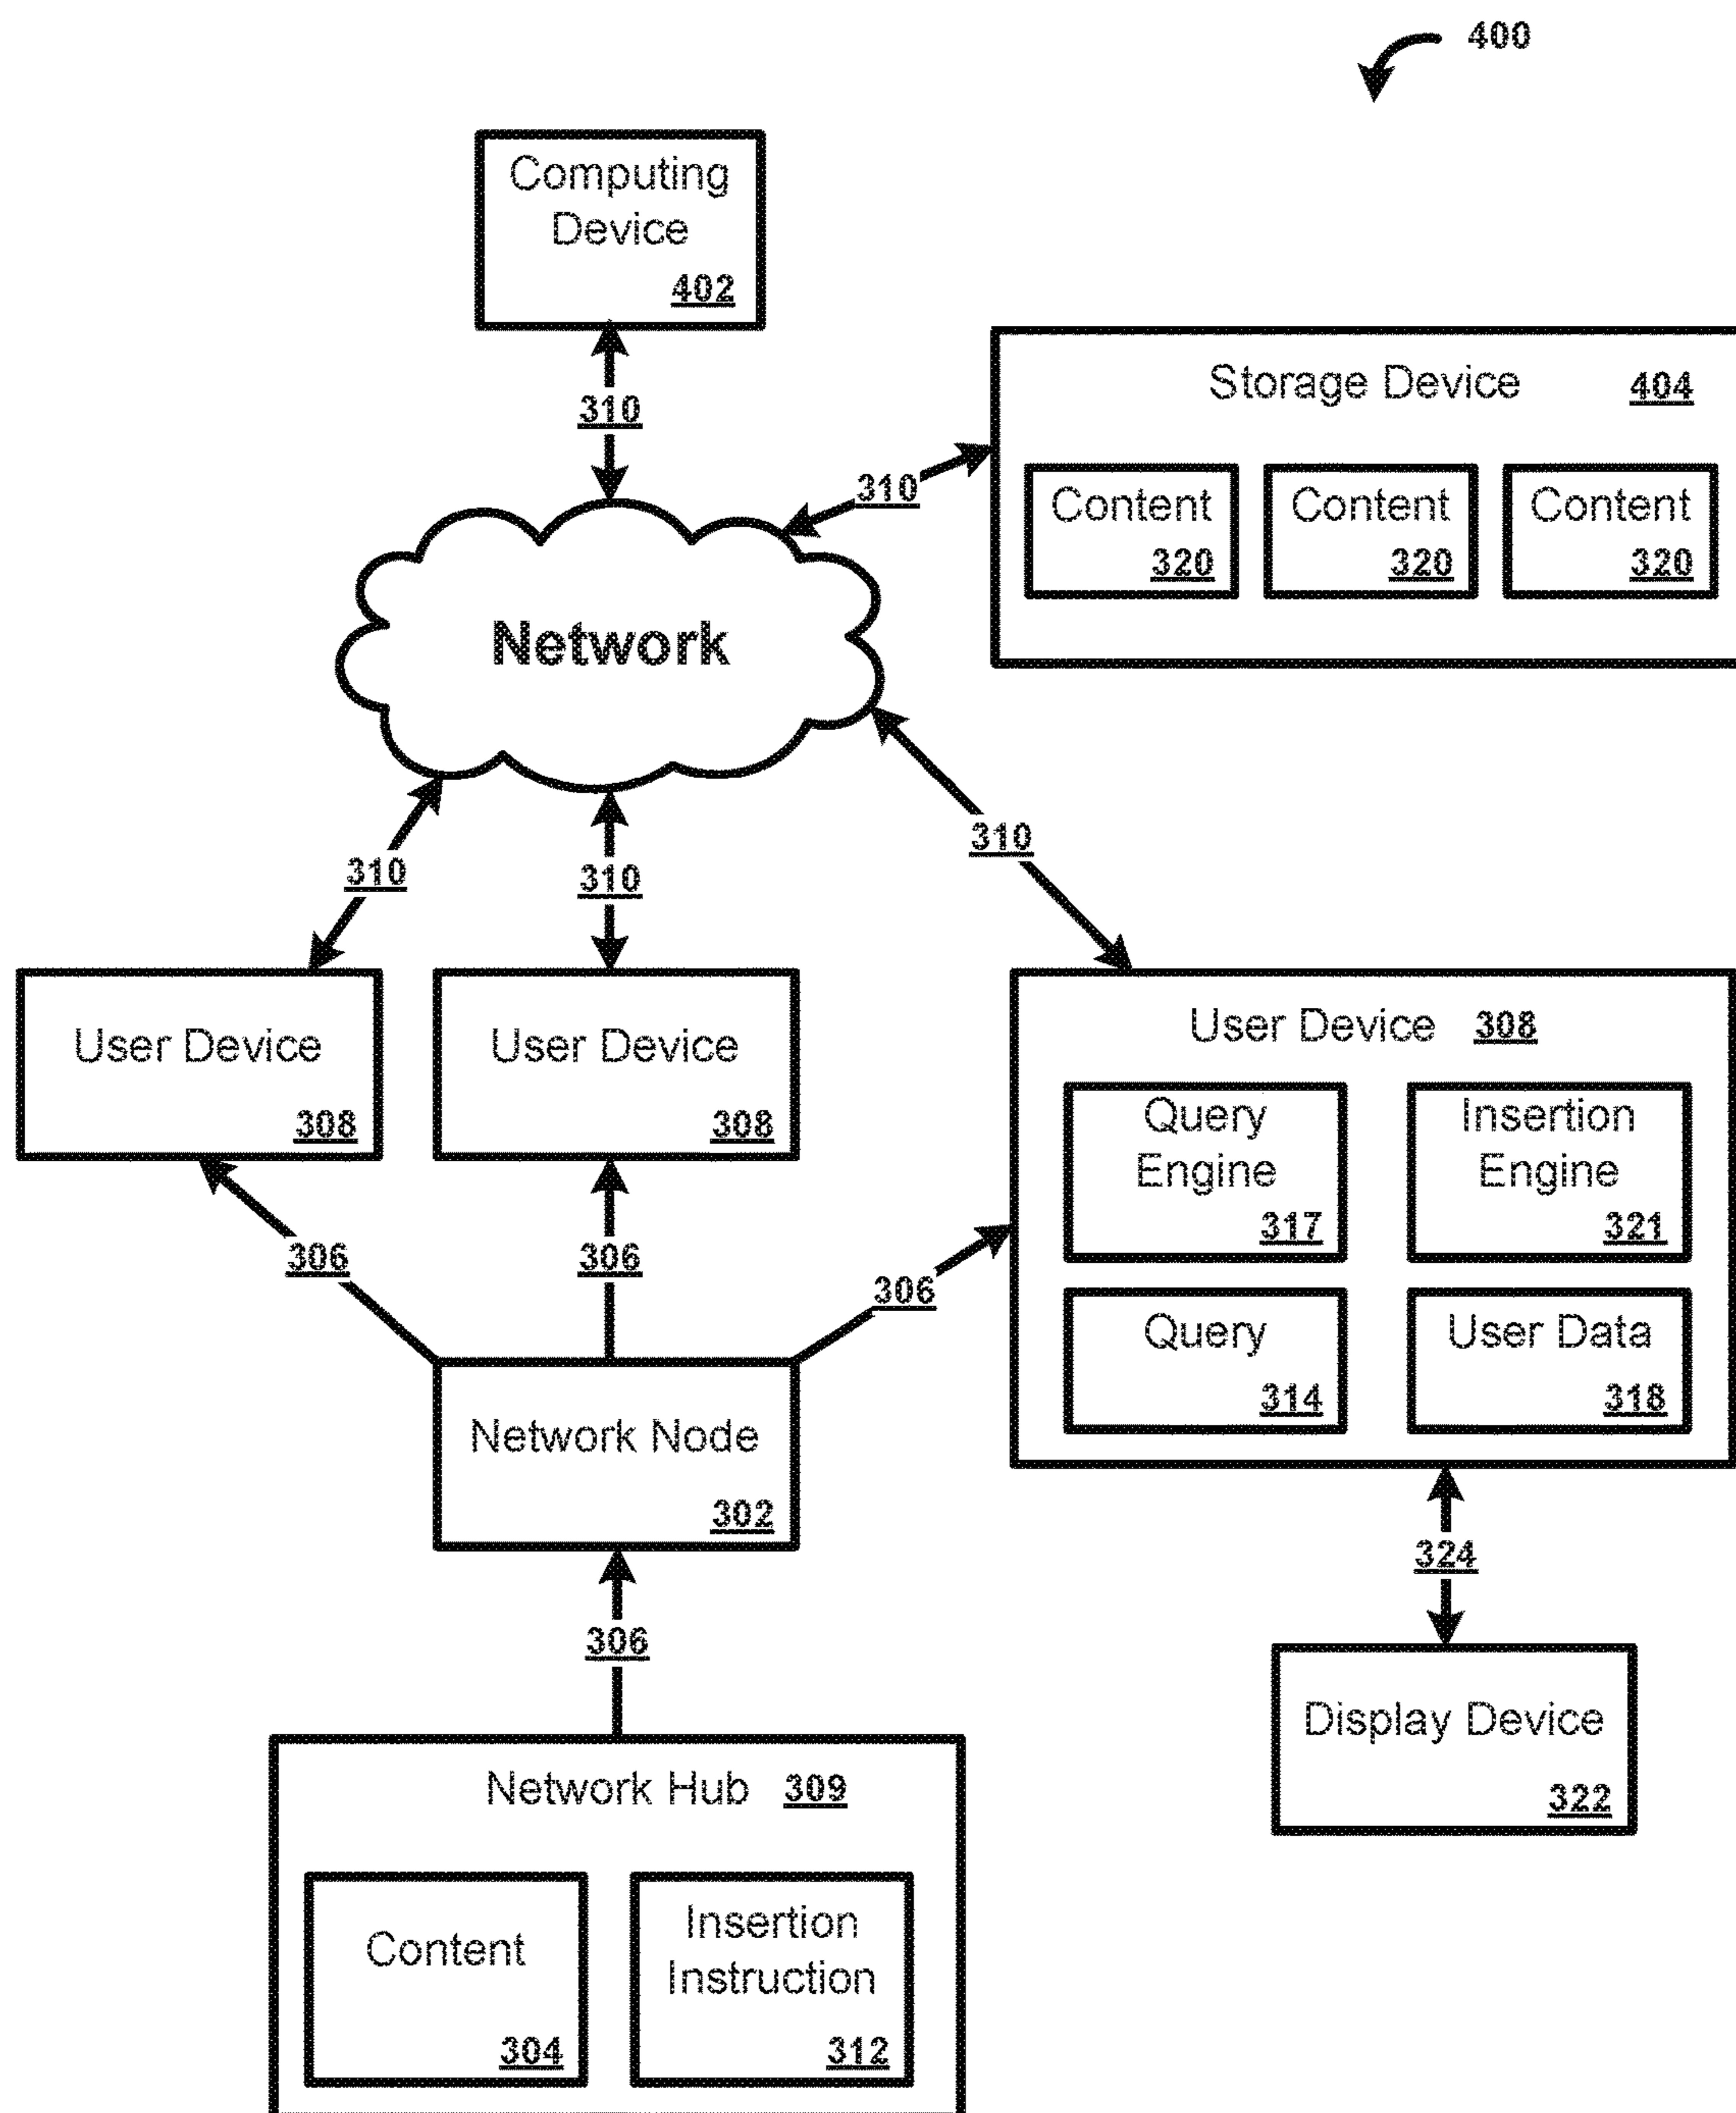 400
Computing
Device
402
310
Storage Device 404
310
Content Content Content
320 320 320
Network
310
310
310
User Device
308
User Device
308
User Device 308
Query
Engine
317
Insertion
Engine
321
Query
314
User Data
318
306
306
306
Network Node
302
324
306
Display Device
322
Network Hub 309
Content
304
Insertion
Instruction
312